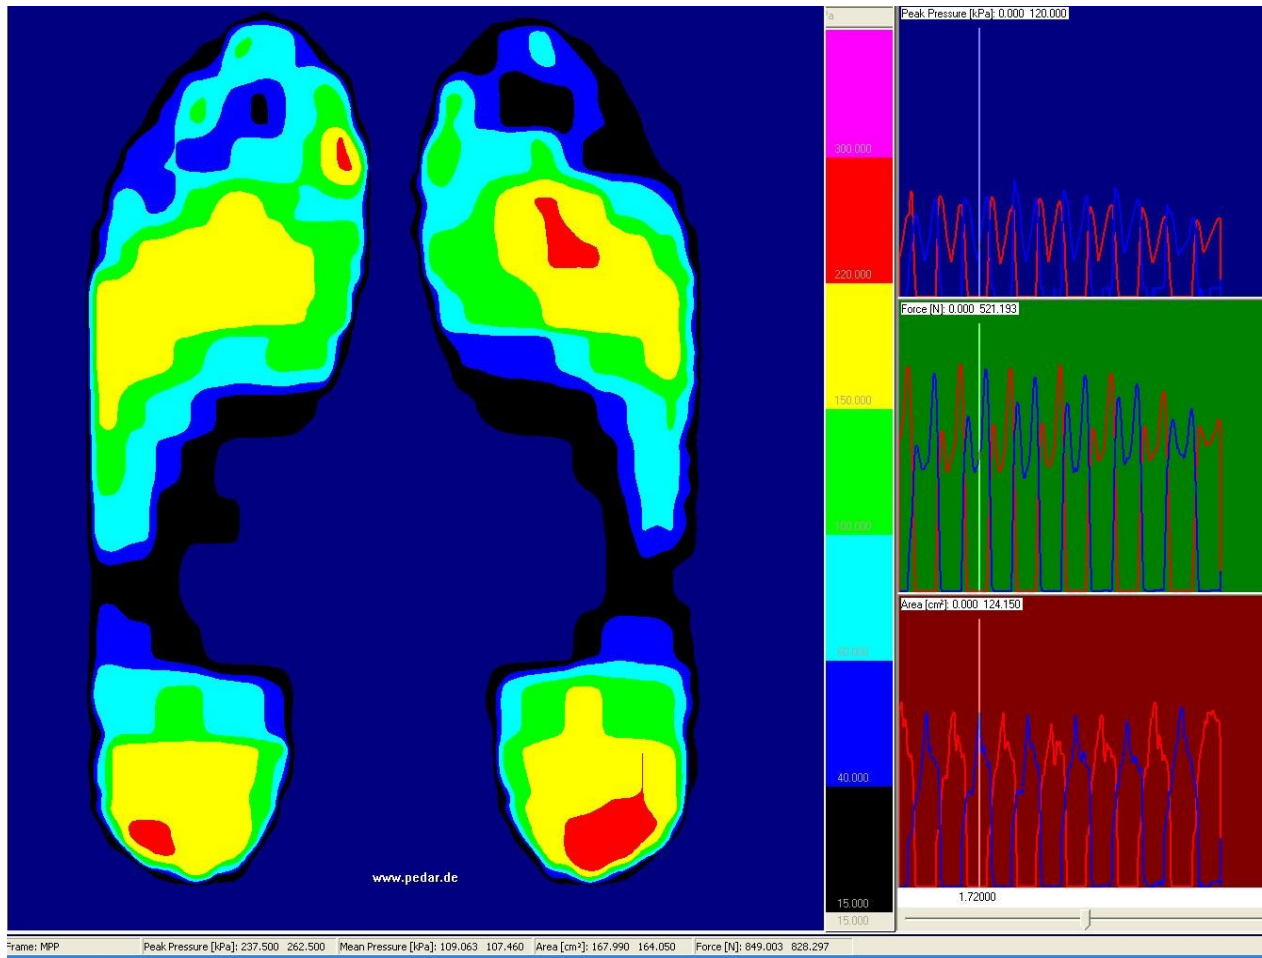 Pa
Peak Pressure [kPa]: 0.000 120.000
300.000
220.000
150.000
100.000
60.000
40.000
15.000
15.000
Force [N]: 0.000 521.193
Area [cm²]: 0.000 124.150
1.72000
www.pedar.de
Frame: MPP
Peak Pressure [kPa]: 237.500 262.500
Mean Pressure [kPa]: 109.063 107.460
Area [cm²]: 167.990 164.050
Force [N]: 849.003 828.297